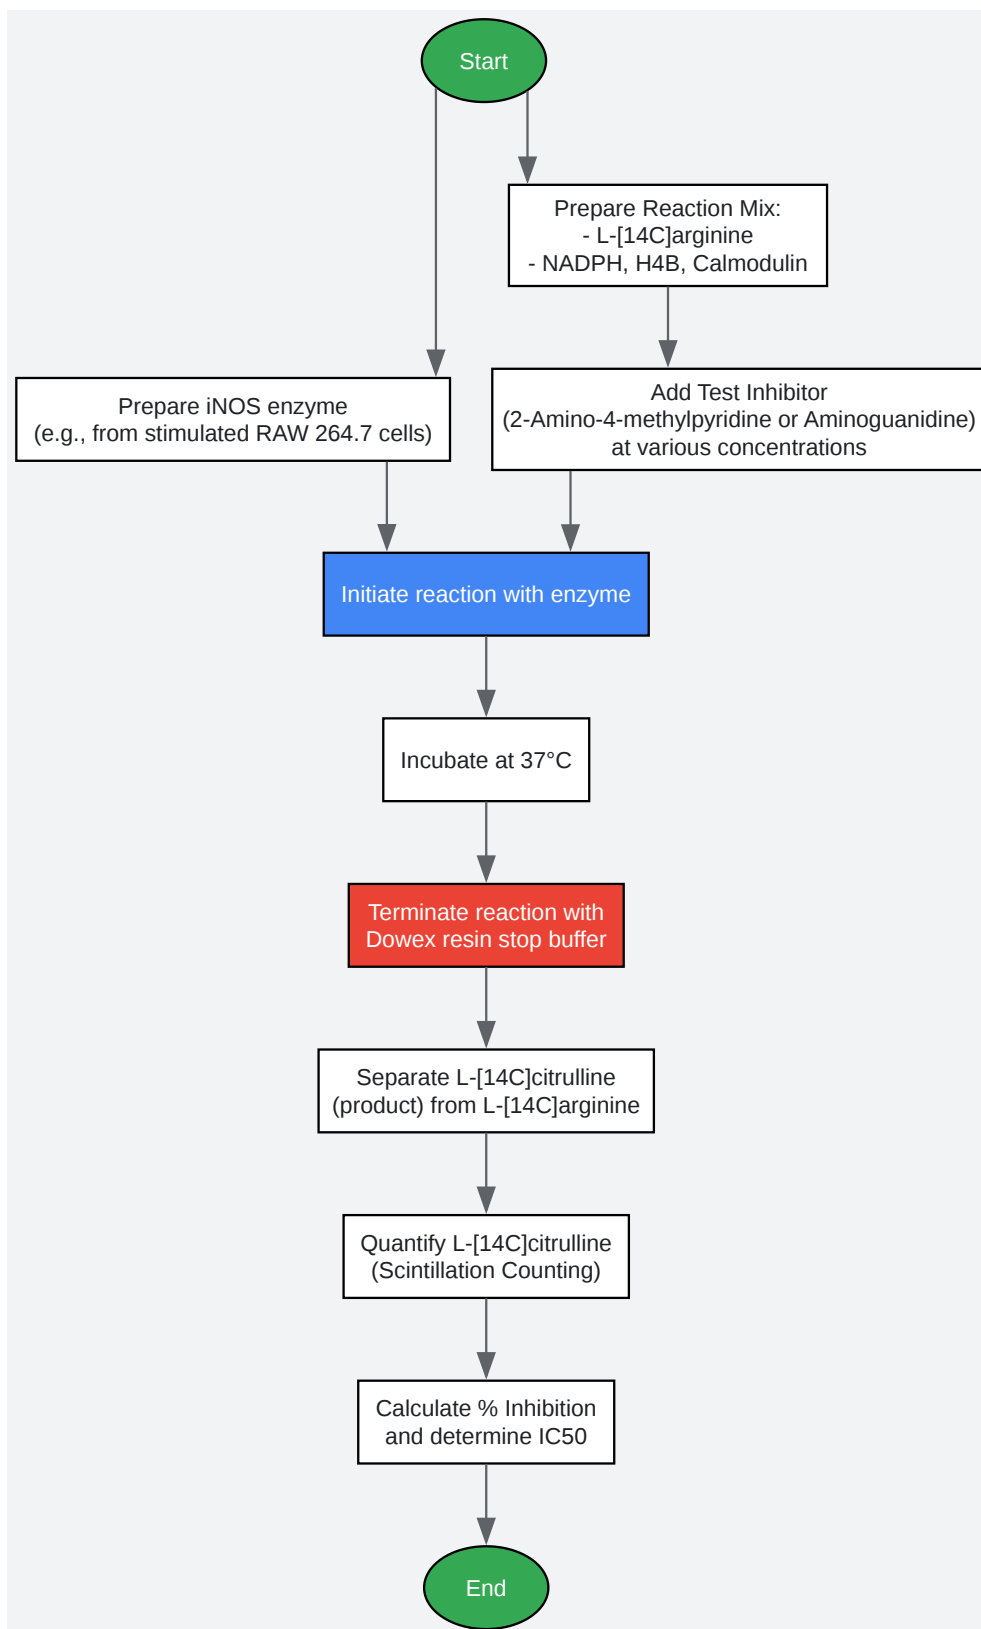 Start
Prepare Reaction Mix:
- L-[14C]arginine
- NADPH, H4B, Calmodulin
Prepare iNOS enzyme
(e.g., from stimulated RAW 264.7 cells)
Add Test Inhibitor
(2-Amino-4-methylpyridine or Aminoguanidine)
at various concentrations
Initiate reaction with enzyme
Incubate at 37°C
Terminate reaction with
Dowex resin stop buffer
Separate L-[14C]citrulline
(product) from L-[14C]arginine
Quantify L-[14C]citrulline
(Scintillation Counting)
Calculate % Inhibition
and determine IC50
End